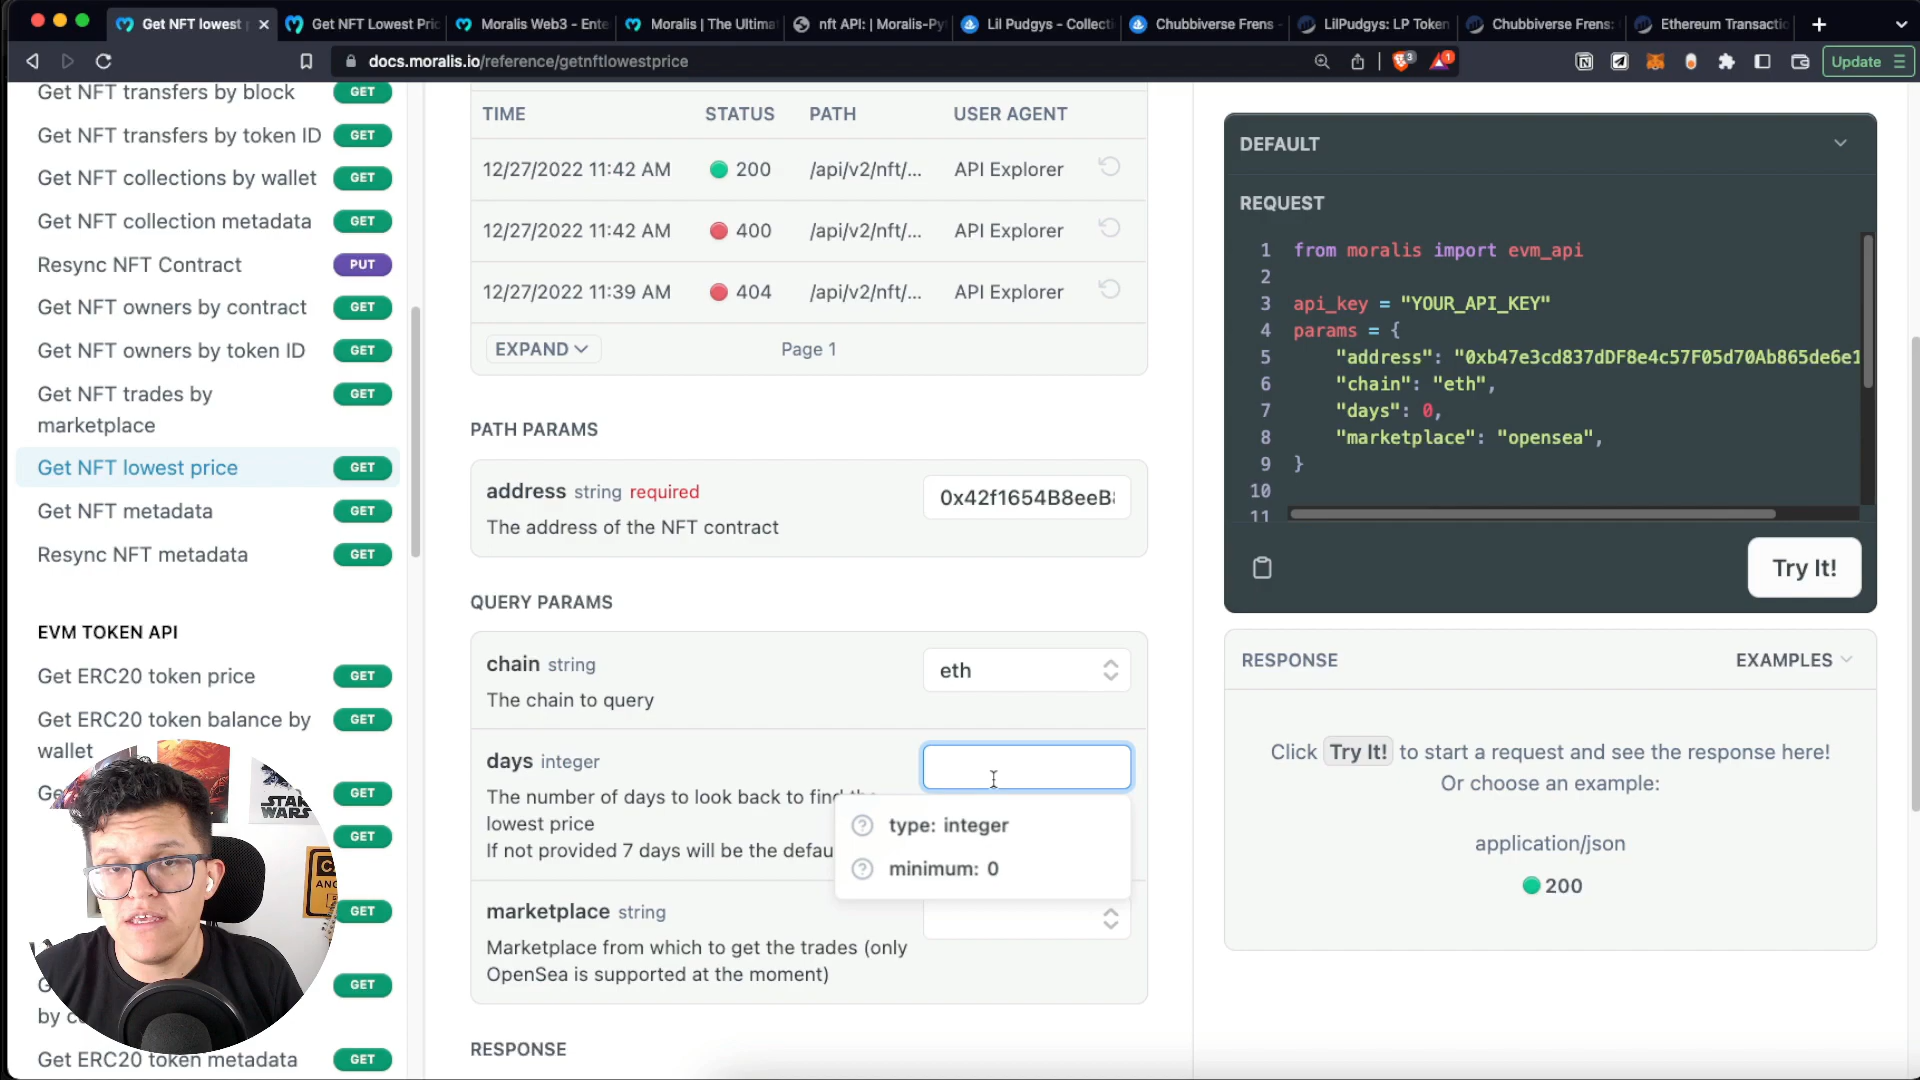 Get NFT lowest
Get NFT Lowest Pri
Moralis Web3 - Ente
Moralis | The Ultima
nft API: | Moralis-Py
Lil Pudgys - Collecti
Chubbiverse Frens -
LilPudgys: LP Token
Chubbiverse Frens:
Ethereum Transactio
docs.moralis.io/reference/getnftlowestprice
3
1
Update
Get NFT transfers by block GET
Get NFT transfers by token ID GET
Get NFT collections by wallet GET
Get NFT collection metadata GET
Resync NFT Contract PUT
Get NFT owners by contract GET
Get NFT owners by token ID GET
Get NFT trades by GET
marketplace
Get NFT lowest price GET
Get NFT metadata GET
Resync NFT metadata GET
EVM TOKEN API
Get ERC20 token price GET
Get ERC20 token balance by GET
wallet
GET
GET
GET
GET
by
Get ERC20 token metadata GET
STAR
TIME STATUS PATH USER AGENT
12/27/2022 11:42 AM 200 /api/v2/nft/... API Explorer
12/27/2022 11:42 AM 400 /api/v2/nft/... API Explorer
12/27/2022 11:39 AM 404 /api/v2/nft/... API Explorer
EXPAND Page 1
PATH PARAMS
address string required
0x42f1654B8eeB
The address of the NFT contract
QUERY PARAMS
chain string
eth
The chain to query
days integer
The number of days to look back to find the
lowest price
If not provided 7 days will be the defau
type: integer
minimum: 0
marketplace string
Marketplace from which to get the trades (only
OpenSea is supported at the moment)
RESPONSE
DEFAULT
REQUEST
1 from moralis import evm_api
2
3 api_key = "YOUR_API_KEY"
4 params = {
5 "address": "0xb47e3cd837dDF8e4c57F05d70Ab865de6e1
6 "chain": "eth",
7 "days": 0,
8 "marketplace": "opensea",
9 }
10
11
Try It!
RESPONSE EXAMPLES
Click Try It! to start a request and see the response here!
Or choose an example:
application/json
200